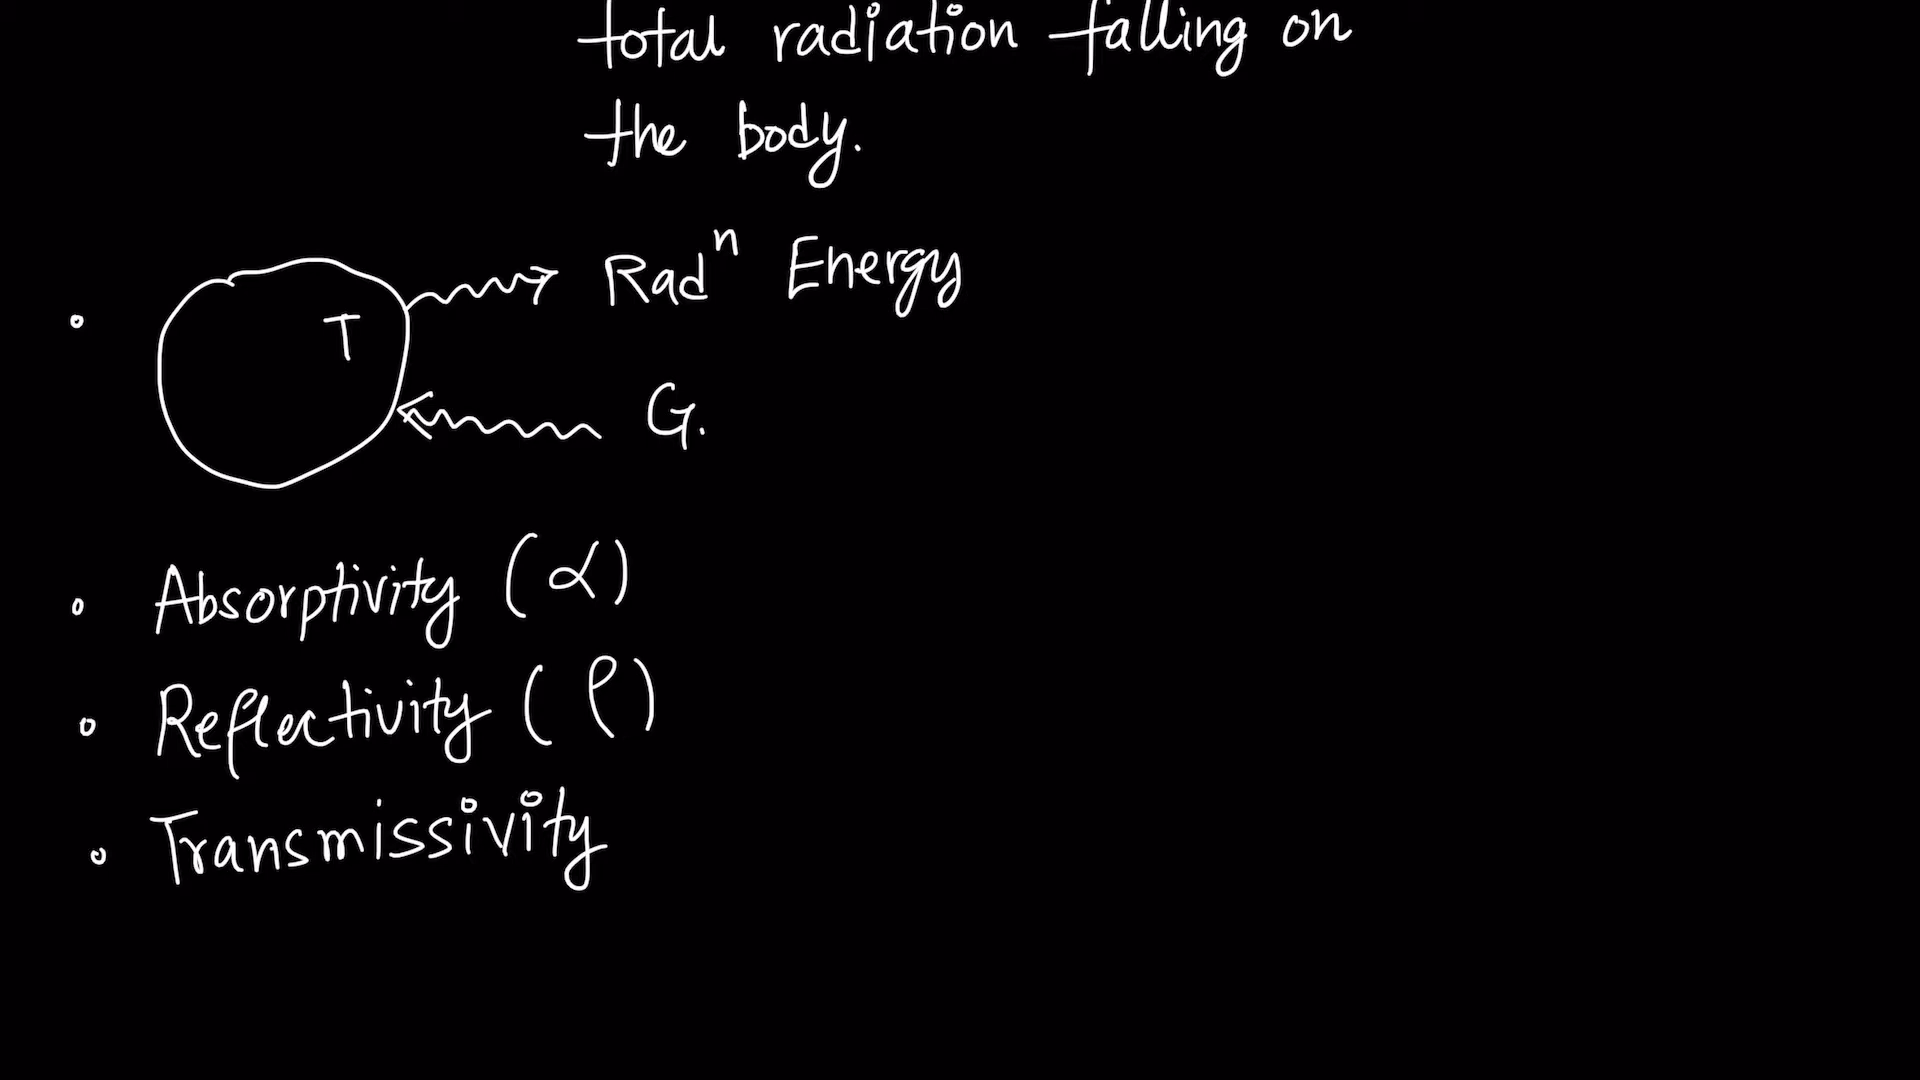 total radiation falling on
the body.
Radⁿ Energy
T
G.
• Absorptivity (α)
• Reflectivity (ρ)
• Transmissivity